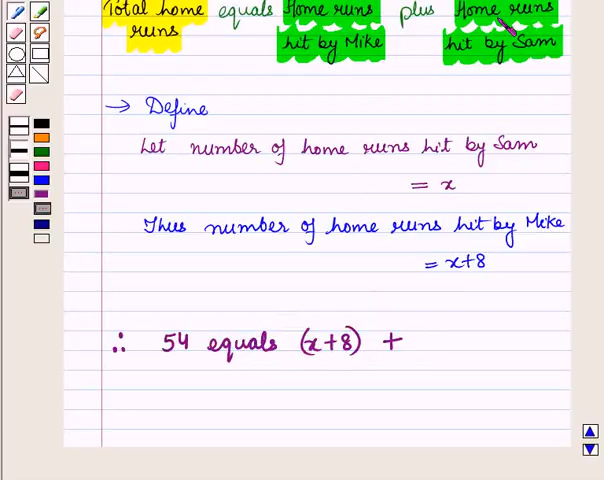 Total home equals Home runs plus Home runs
runs hit by Mike hit by Sam
→ Define
Let number of home runs hit by Sam
= x
Thus number of home runs hit by Mike
= x+8
∴ 54 equals (x+8) +